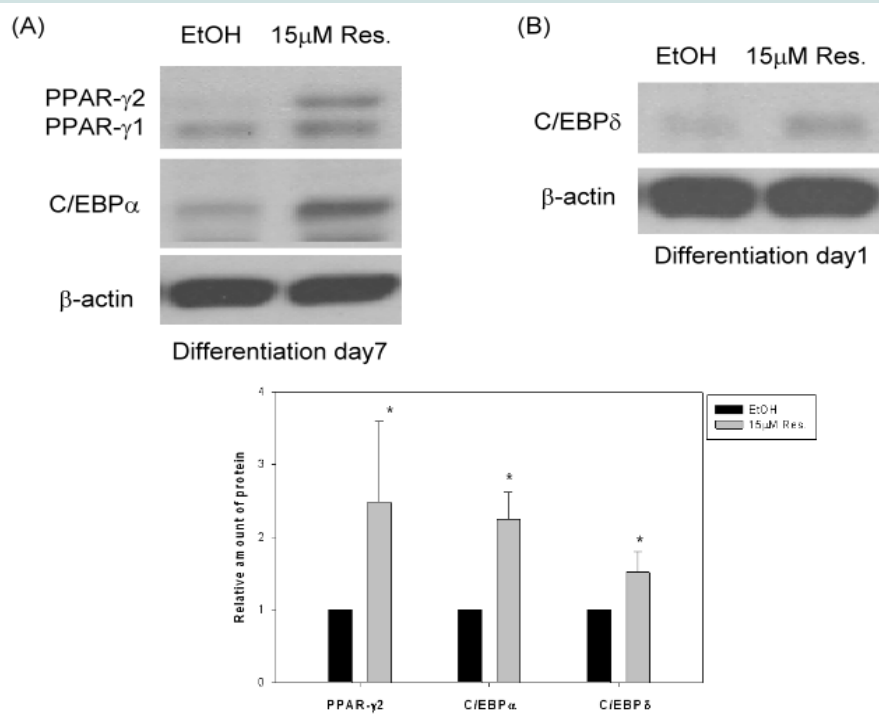 (A)
EtOH 15μM Res.
PPAR-γ2
PPAR-γ1
C/EBPα
β-actin
Differentiation day7
(B)
EtOH 15μM Res.
C/EBPδ
β-actin
Differentiation day1
4
3
2
1
0
Relative amount of protein
* * *
PPAR-γ2 C/EBPα C/EBPδ
EtOH
15μM Res.